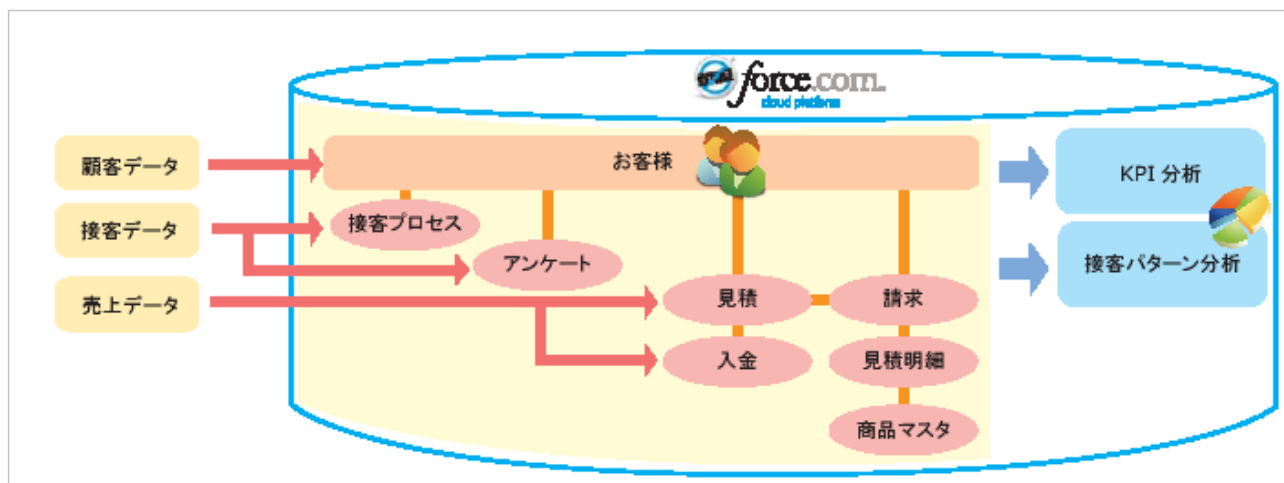 force.com.
cloud platform
顧客データ
お客様
KPI 分析
接客データ
接客プロセス
アンケート
接客パターン分析
売上データ
見積
請求
入金
見積明細
商品マスタ